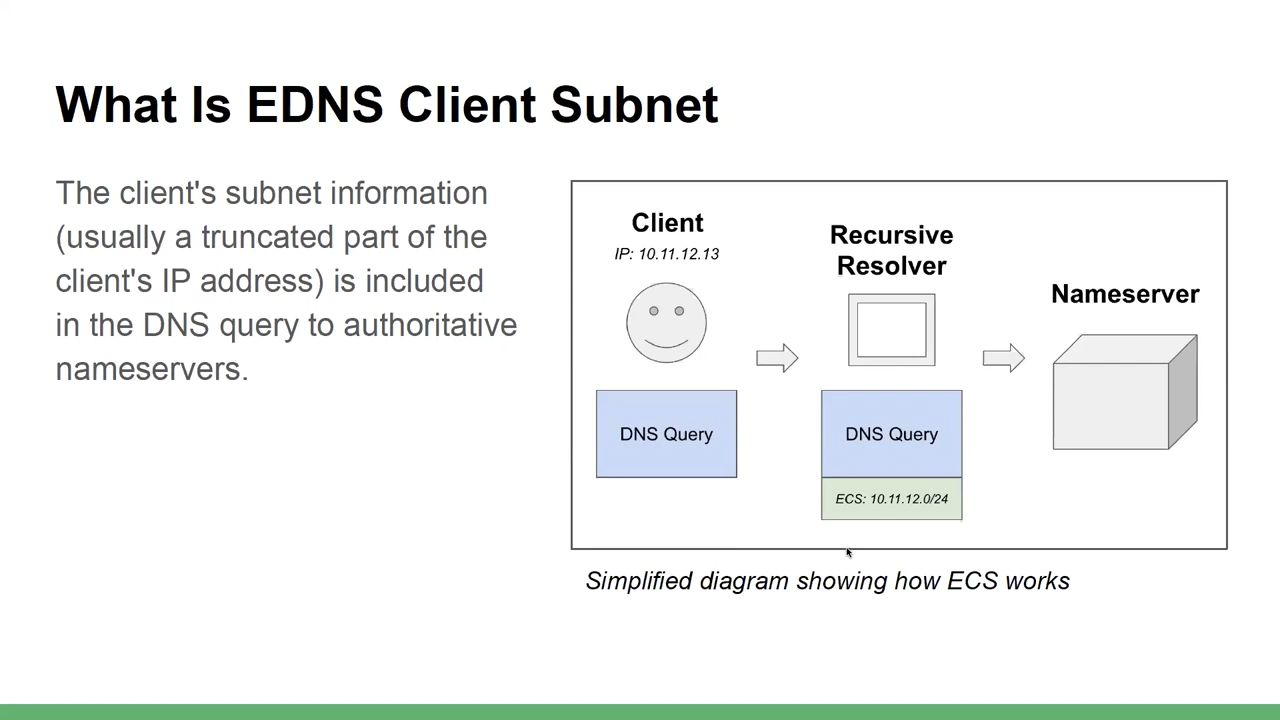 What Is EDNS Client Subnet
The client's subnet information
(usually a truncated part of the
client's IP address) is included
in the DNS query to authoritative
nameservers.
Client
IP: 10.11.12.13
DNS Query
Recursive
Resolver
DNS Query
ECS: 10.11.12.0/24
Nameserver
Simplified diagram showing how ECS works